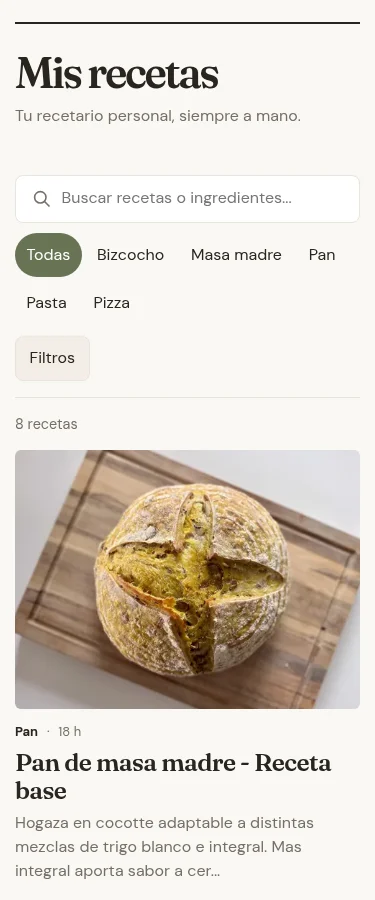 Mis recetas
Tu recetario personal, siempre a mano.
Buscar recetas o ingredientes...
Todas Bizcocho Masa madre Pan
Pasta Pizza
Filtros
8 recetas
Pan · 18 h
Pan de masa madre - Receta
base
Hogaza en cocotte adaptable a distintas
mezclas de trigo blanco e integral. Mas
integral aporta sabor a cer...